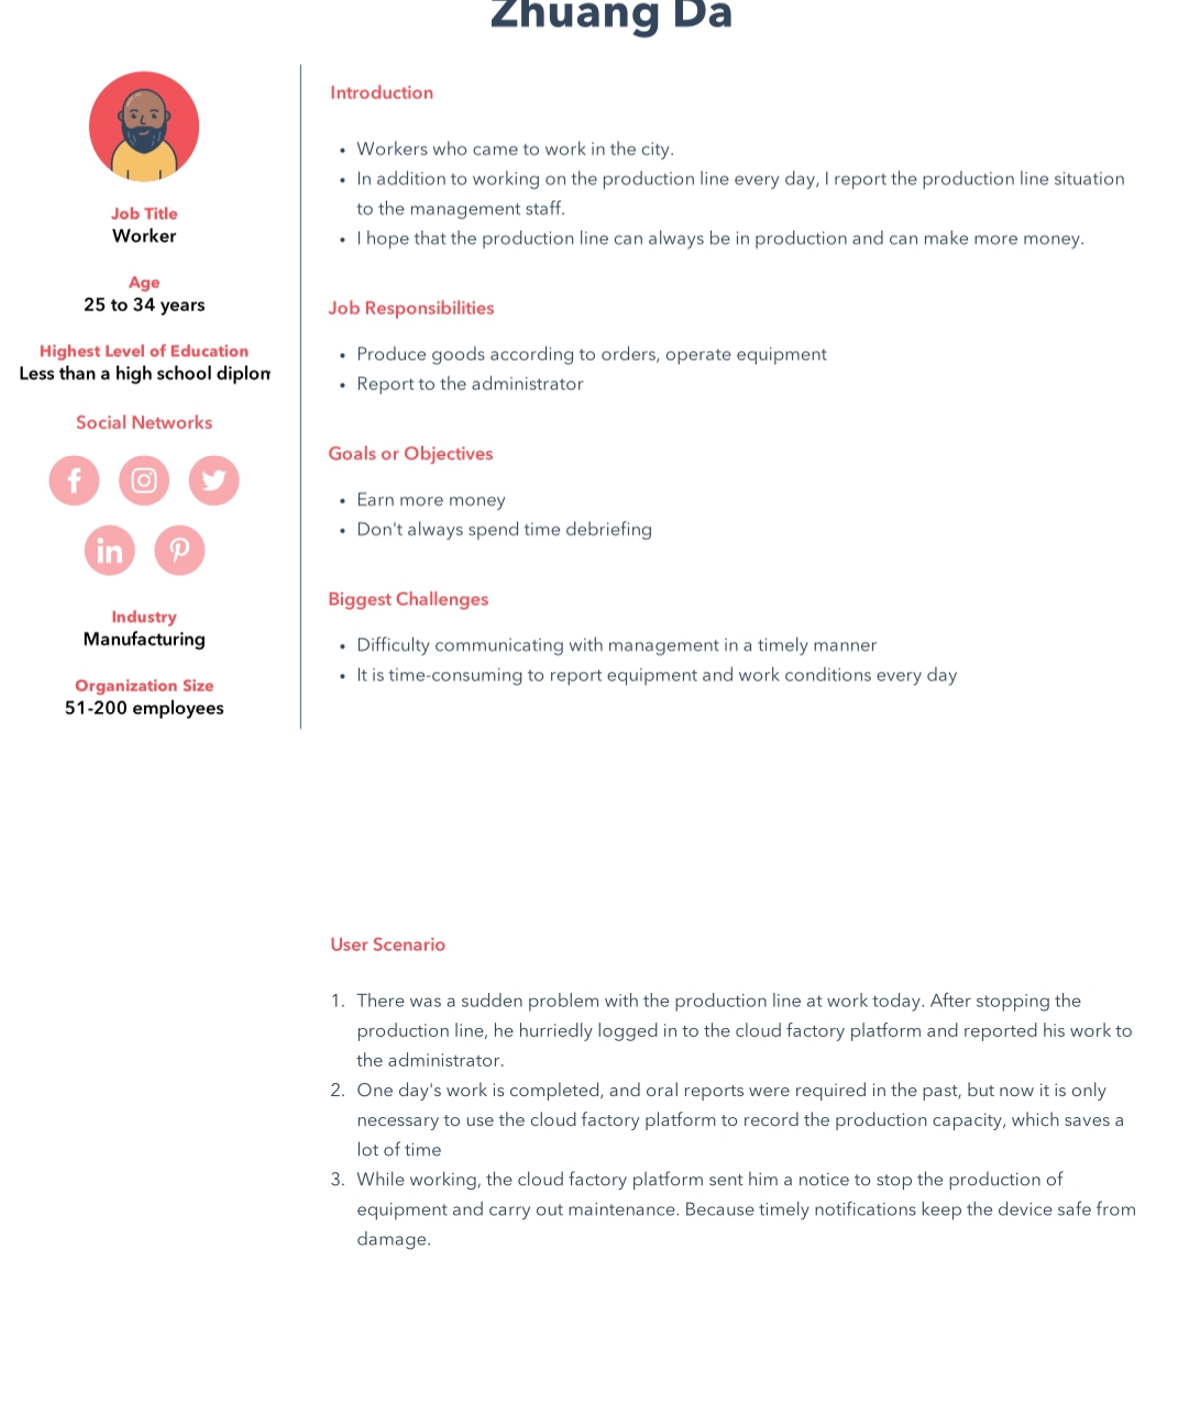 Zhuang Da
Job Title
Worker
Age
25 to 34 years
Highest Level of Education
Less than a high school diplom
Social Networks
Industry
Manufacturing
Organization Size
51-200 employees
Introduction
• Workers who came to work in the city.
• In addition to working on the production line every day, I report the production line situation
to the management staff.
• I hope that the production line can always be in production and can make more money.
Job Responsibilities
• Produce goods according to orders, operate equipment
• Report to the administrator
Goals or Objectives
• Earn more money
• Don't always spend time debriefing
Biggest Challenges
• Difficulty communicating with management in a timely manner
• It is time-consuming to report equipment and work conditions every day
User Scenario
1. There was a sudden problem with the production line at work today. After stopping the
production line, he hurriedly logged in to the cloud factory platform and reported his work to
the administrator.
2. One day's work is completed, and oral reports were required in the past, but now it is only
necessary to use the cloud factory platform to record the production capacity, which saves a
lot of time
3. While working, the cloud factory platform sent him a notice to stop the production of
equipment and carry out maintenance. Because timely notifications keep the device safe from
damage.